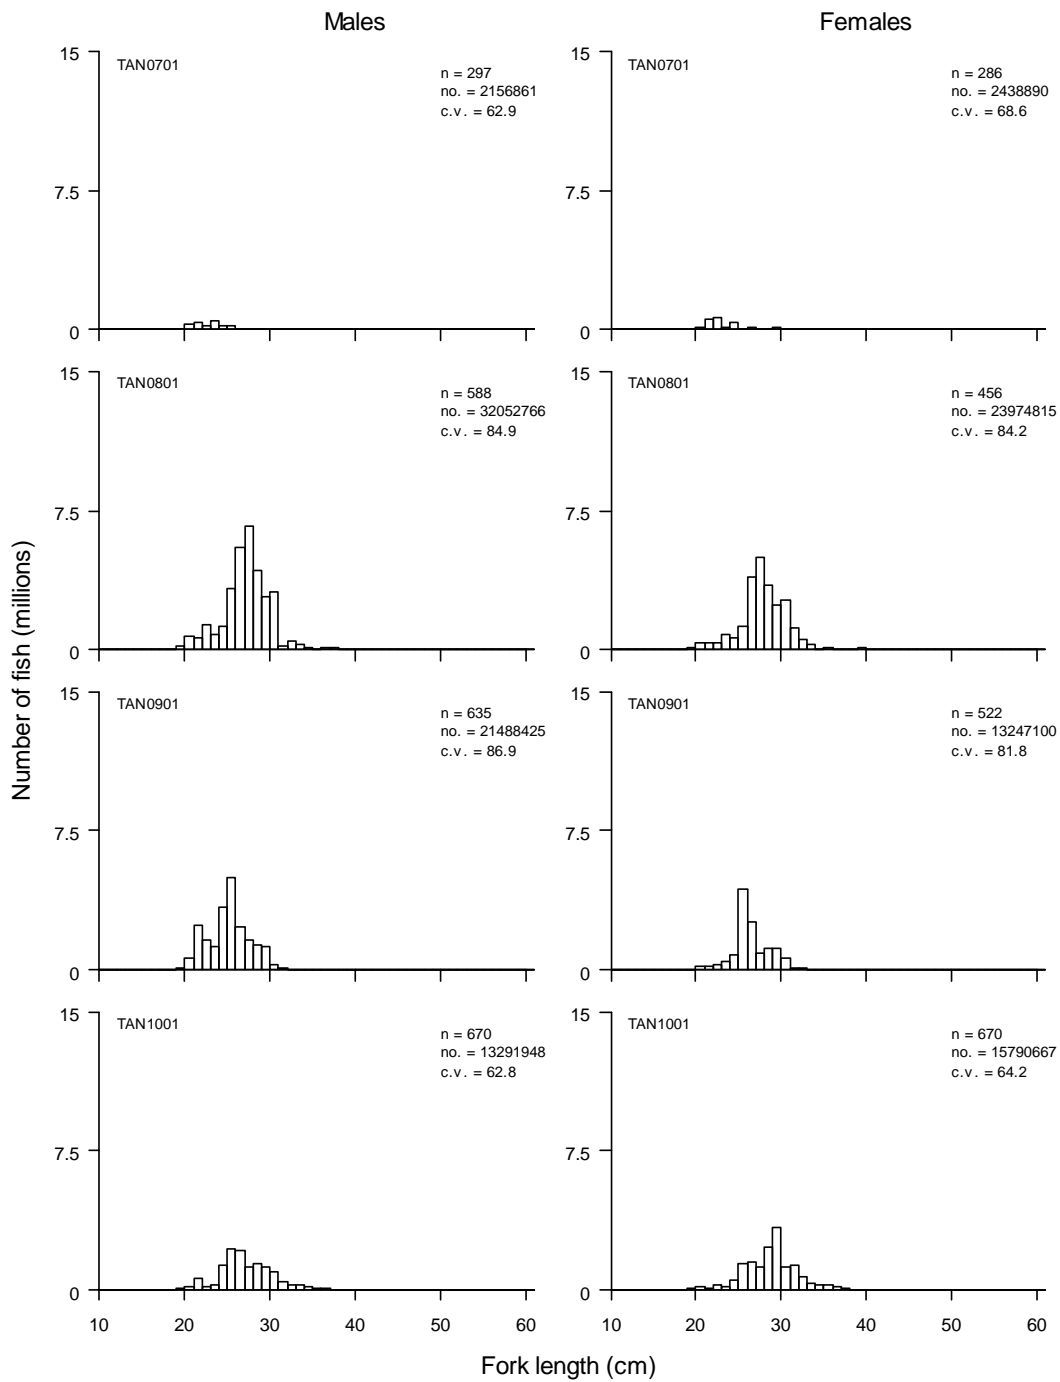 Males
Females
15
TAN0701
n = 297
no. = 2156861
c.v. = 62.9
7.5
0
TAN0701
n = 286
no. = 2438890
c.v. = 68.6
15
TAN0801
n = 588
no. = 32052766
c.v. = 84.9
7.5
0
15
TAN0801
n = 456
no. = 23974815
c.v. = 84.2
7.5
0
15
TAN0901
n = 635
no. = 21488425
c.v. = 86.9
7.5
0
15
TAN0901
n = 522
no. = 13247100
c.v. = 81.8
7.5
0
15
TAN1001
n = 670
no. = 13291948
c.v. = 62.8
7.5
0
10 20 30 40 50 60
15
TAN1001
n = 670
no. = 15790667
c.v. = 64.2
7.5
0
10 20 30 40 50 60
15
7.5
0
Number of fish (millions)
Fork length (cm)